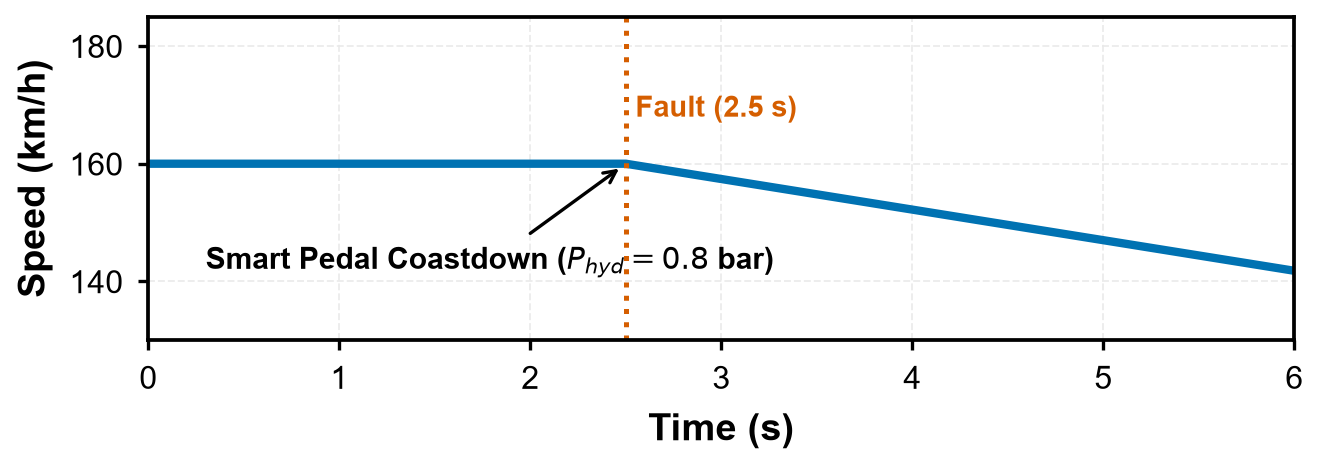 Speed (km/h)
180
160
140
Fault (2.5 s)
Smart Pedal Coastdown (P_hyd = 0.8 bar)
0 1 2 3 4 5 6
Time (s)